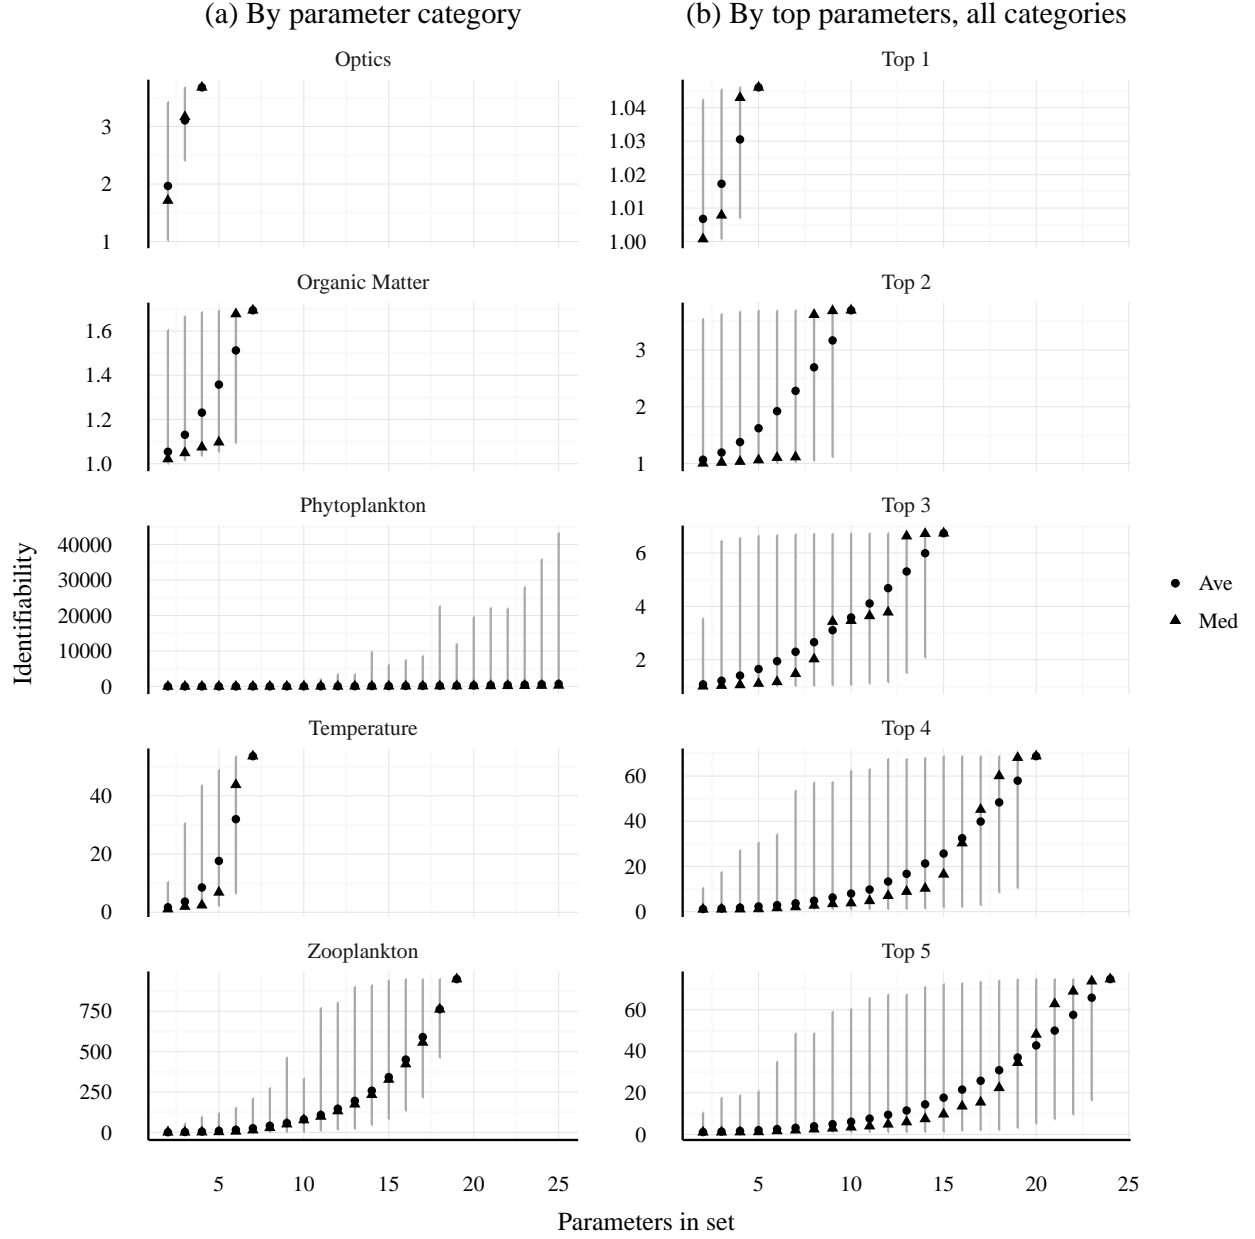 (a) By parameter category
(b) By top parameters, all categories
Optics
3
2
1
Top 1
1.04
1.03
1.02
1.01
1.00
Organic Matter
1.6
1.4
1.2
1.0
Top 2
3
2
1
Phytoplankton
40000
30000
20000
10000
0
Top 3
6
4
2
Temperature
40
20
0
Top 4
60
40
20
0
Zooplankton
750
500
250
0
Top 5
60
40
20
0
5 10 15 20 25
5 10 15 20 25
Parameters in set
Identifiability
Ave
Med